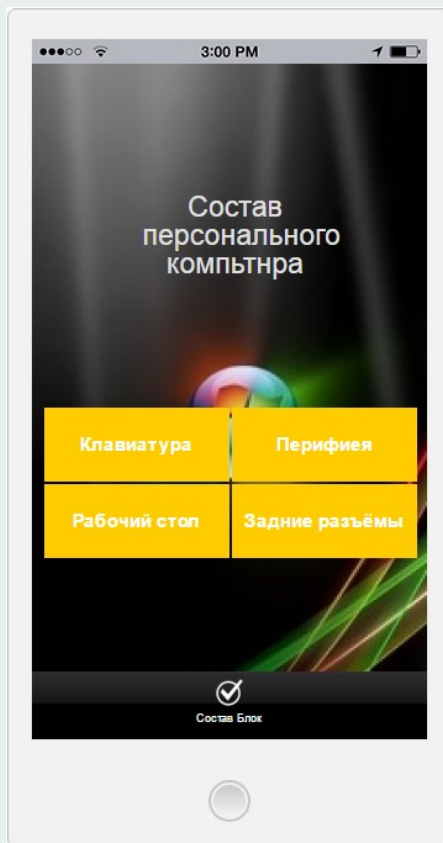 3:00 PM
Состав
персонального
компьтнра
Клавиатура
Перифиея
Рабочий стол
Задние разъёмы
Состав Блок